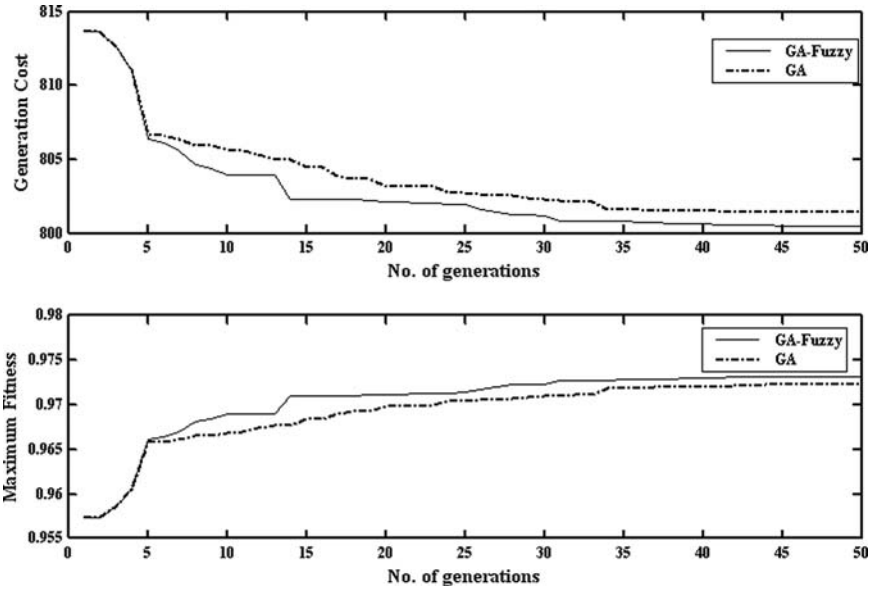 815
810
805
800
Generation Cost
GA-Fuzzy
GA
0 5 10 15 20 25 30 35 40 45 50
No. of generations
0.98
0.975
0.97
0.965
0.96
0.955
Maximum Fitness
GA-Fuzzy
GA
0 5 10 15 20 25 30 35 40 45 50
No. of generations